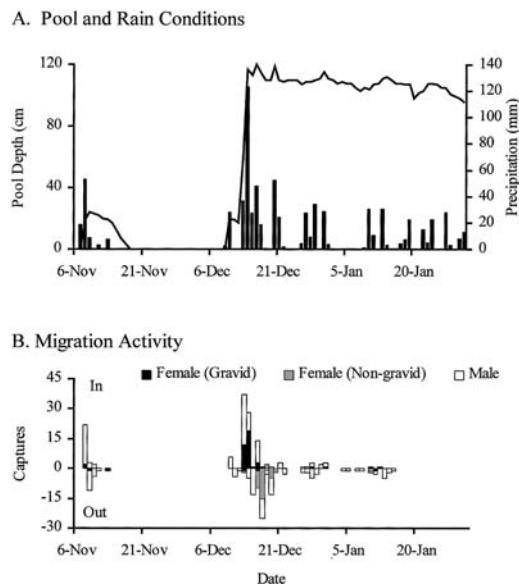 A. Pool and Rain Conditions
Pool Depth (cm
120
80
40
0
140
120
100
80
60
40
20
0
Precipitation (mm)
6-Nov 21-Nov 6-Dec 21-Dec 5-Jan 20-Jan
B. Migration Activity
Female (Gravid) Female (Non-gravid) Male
In
Captures
45
30
15
0
-15
-30
Out
6-Nov 21-Nov 6-Dec 21-Dec 5-Jan 20-Jan
Date